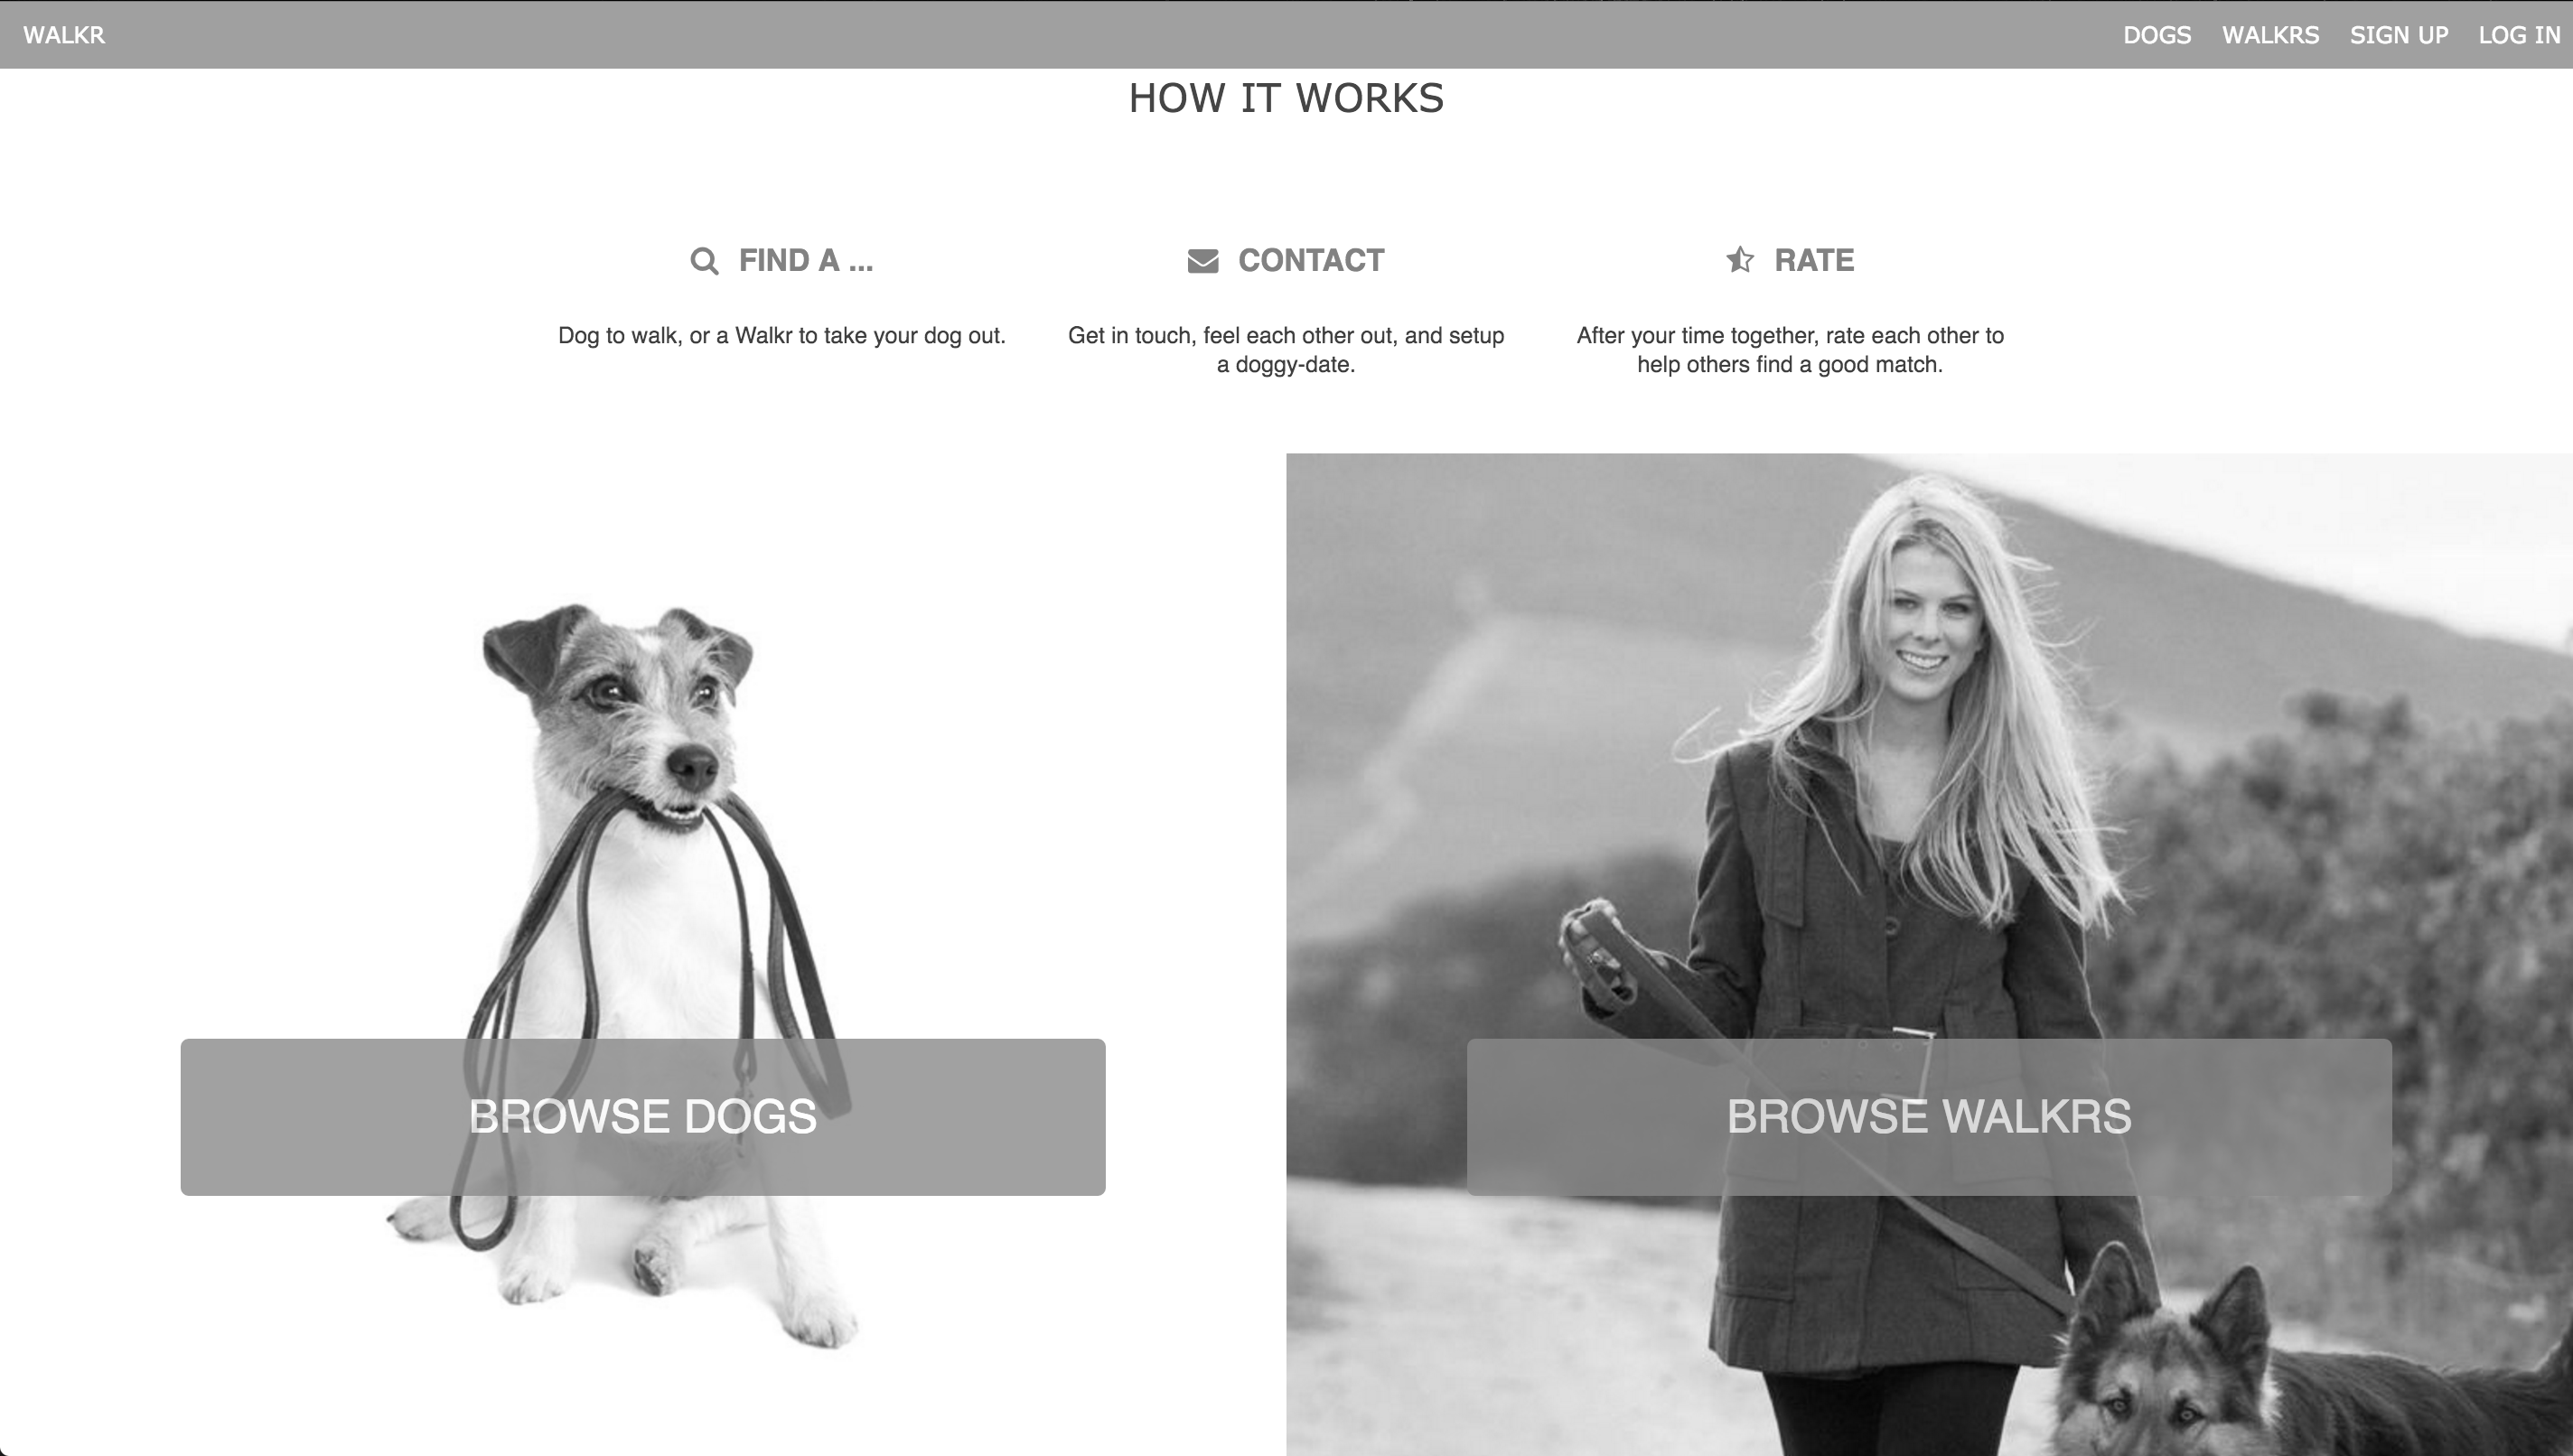 WALKR
DOGS WALKRS SIGN UP LOG IN
HOW IT WORKS
FIND A ...
Dog to walk, or a Walkr to take your dog out.
CONTACT
Get in touch, feel each other out, and setup
a doggy-date.
RATE
After your time together, rate each other to
help others find a good match.
BROWSE DOGS
BROWSE WALKRS